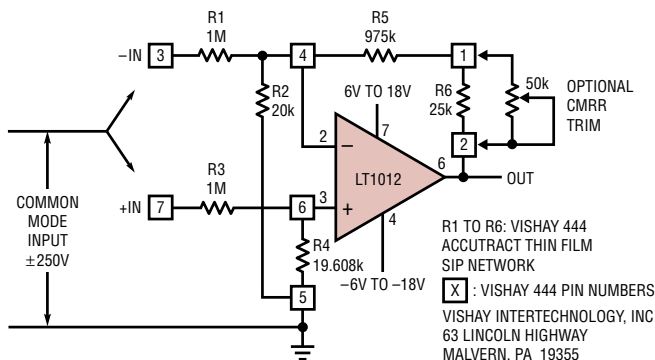 R1
1M
R5
975k
–IN
3
4
1
R2
20k
R6
25k
50k
OPTIONAL
CMRR
TRIM
6V TO 18V
2
7
–
2
6
LT1012
OUT
COMMON
MODE
INPUT
±250V
R3
1M
+IN
7
6
3
+
4
R4
19.608k
–6V TO –18V
5
R1 TO R6: VISHAY 444
ACCUTRACT THIN FILM
SIP NETWORK
X : VISHAY 444 PIN NUMBERS
VISHAY INTERTECHNOLOGY, INC
63 LINCOLN HIGHWAY
MALVERN, PA 19355